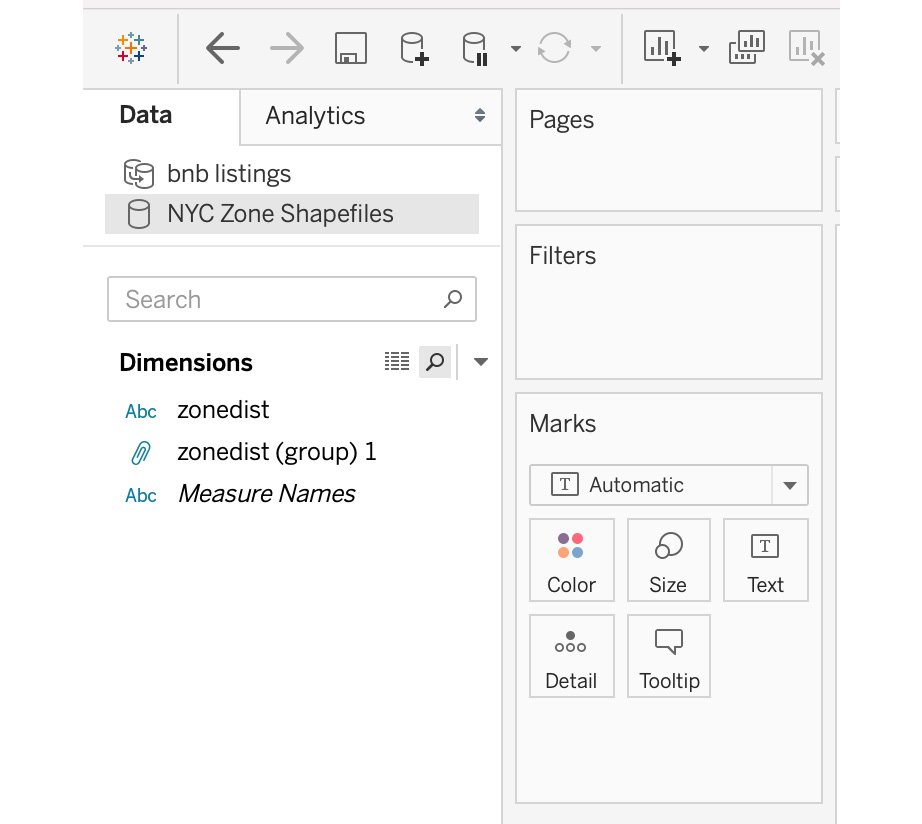 Data
Analytics
bnb listings
NYC Zone Shapefiles
Search
Dimensions
Abc zonedist
zonedist (group) 1
Abc Measure Names
Pages
Filters
Marks
T Automatic
Color
Size
T
Text
Detail
Tooltip